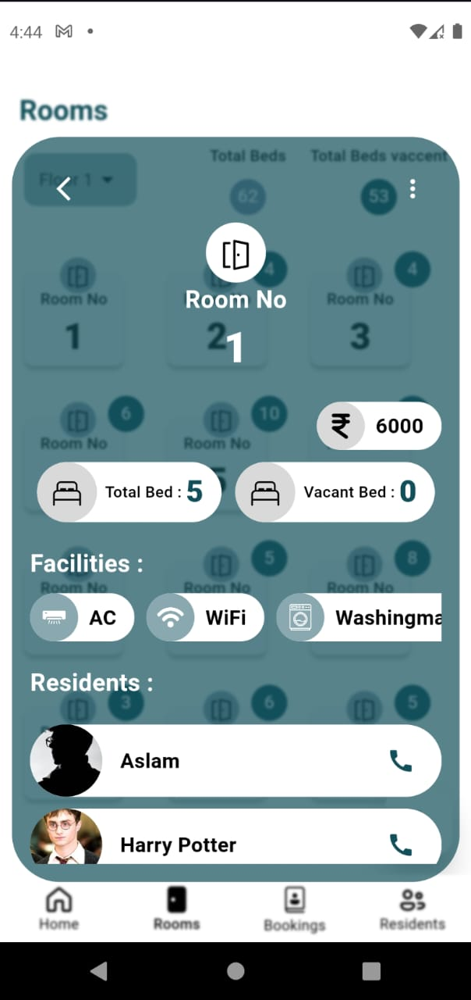 4:44
Rooms
Total Beds
Total Beds vaccent
Floor 1
62
53
4
4
Room No
Room No
Room No
1
2
1
3
6
10
6000
Room No
Room No
Total Bed : 5
Vacant Bed : 0
5
8
Facilities :
Room No
Room No
Room No
AC
WiFi
Washingma
Residents :
3
6
5
Aslam
Harry Potter
Home
Rooms
Bookings
Residents